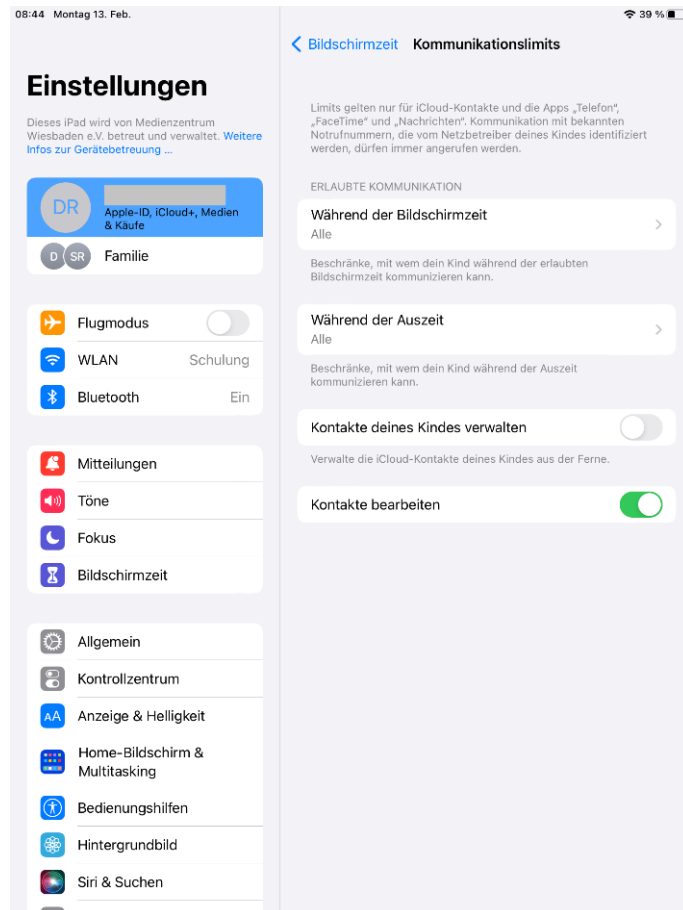 08:44 Montag 13. Feb.
39 %
Einstellungen
Dieses iPad wird von Medienzentrum
Wiesbaden e.V. betreut und verwaltet. Weitere
Infos zur Gerätebetreuung ...
DR
Apple-ID, iCloud+, Medien
& Käufe
D SR Familie
Flugmodus
WLAN Schulung
Bluetooth Ein
Mitteilungen
Töne
Fokus
Bildschirmzeit
Allgemein
Kontrollzentrum
AA Anzeige & Helligkeit
Home-Bildschirm &
Multitasking
Bedienungshilfen
Hintergrundbild
Siri & Suchen
Bildschirmzeit Kommunikationslimits
Limits gelten nur für iCloud-Kontakte und die Apps „Telefon“,
„FaceTime“ und „Nachrichten“. Kommunikation mit bekannten
Notrufnummern, die vom Netzbetreiber deines Kindes identifiziert
werden, dürfen immer angerufen werden.
ERLAUBTE KOMMUNIKATION
Während der Bildschirmzeit
Alle
Beschränke, mit wem dein Kind während der erlaubten
Bildschirmzeit kommunizieren kann.
Während der Auszeit
Alle
Beschränke, mit wem dein Kind während der Auszeit
kommunizieren kann.
Kontakte deines Kindes verwalten
Verwalte die iCloud-Kontakte deines Kindes aus der Ferne.
Kontakte bearbeiten